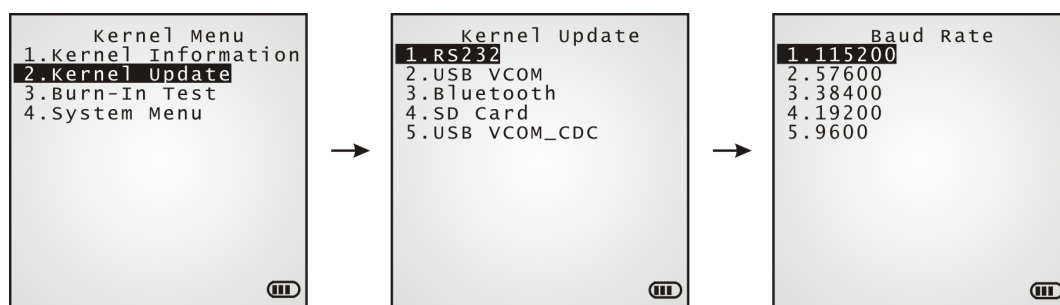 Kernel Menu
1.Kernel Information
2.Kernel Update
3.Burn-In Test
4.System Menu
Kernel Update
1.RS232
2.USB VCOM
3.Bluetooth
4.SD Card
5.USB VCOM_CDC
Baud Rate
1.115200
2.57600
3.38400
4.19200
5.9600